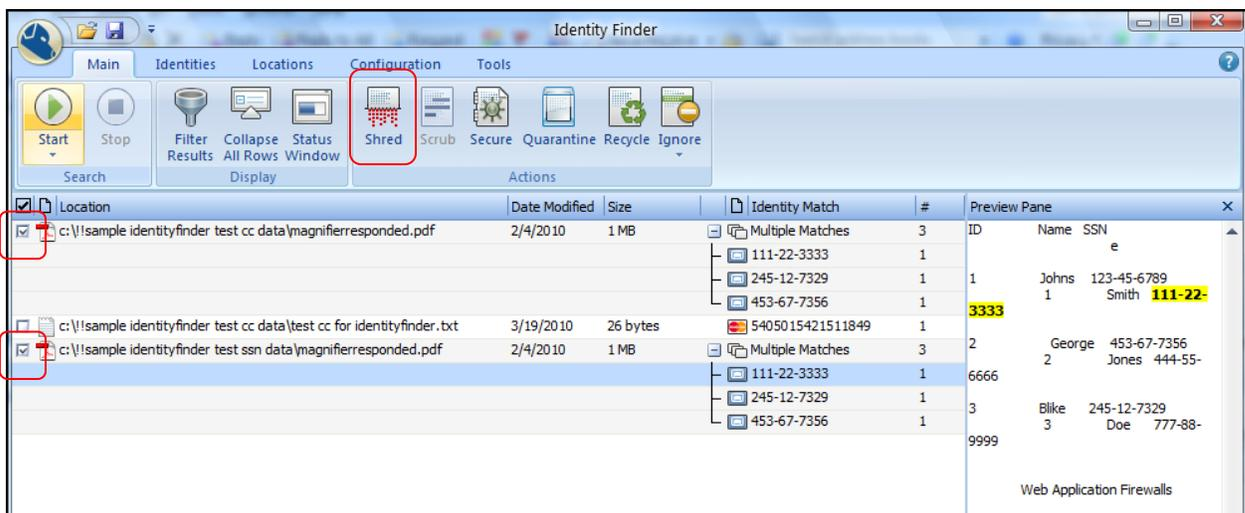 Identity Finder
Main Identities Locations Configuration Tools
Start Stop Filter Results Collapse All Rows Status Window Shred Scrub Secure Quarantine Recycle Ignore
Search Display Actions
Location Date Modified Size Identity Match # Preview Pane
c:\!!sample identityfinder test cc data\magnifierresponded.pdf 2/4/2010 1 MB Multiple Matches 3
111-22-3333 1
245-12-7329 1
453-67-7356 1
c:\!!sample identityfinder test cc data\test cc for identityfinder.txt 3/19/2010 26 bytes 5405015421511849 1
c:\!!sample identityfinder test ssn data\magnifierresponded.pdf 2/4/2010 1 MB Multiple Matches 3
111-22-3333 1
245-12-7329 1
453-67-7356 1
ID Name SSN
e
1 Johns 123-45-6789
1 Smith 111-22-
3333
2 George 453-67-7356
2 Jones 444-55-
6666
3 Blike 245-12-7329
3 Doe 777-88-
9999
Web Application Firewalls